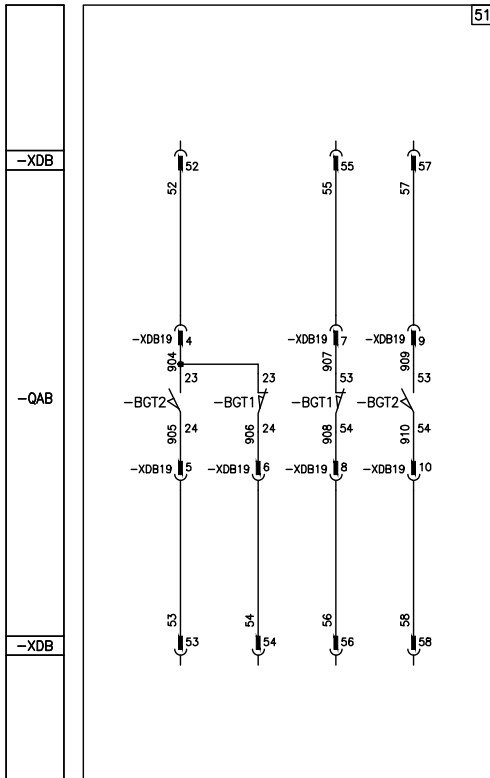 51
-XDB
52
55
57
52
55
57
-XDB19 4
-XDB19 7
-XDB19 9
904
907
909
23
23
53
53
-QAB
-BGT2
-BGT1
-BGT1
-BGT2
905
24
906
24
908
54
910
54
-XDB19 5
-XDB19 6
-XDB19 8
-XDB19 10
53
54
56
58
-XDB
53
54
56
58